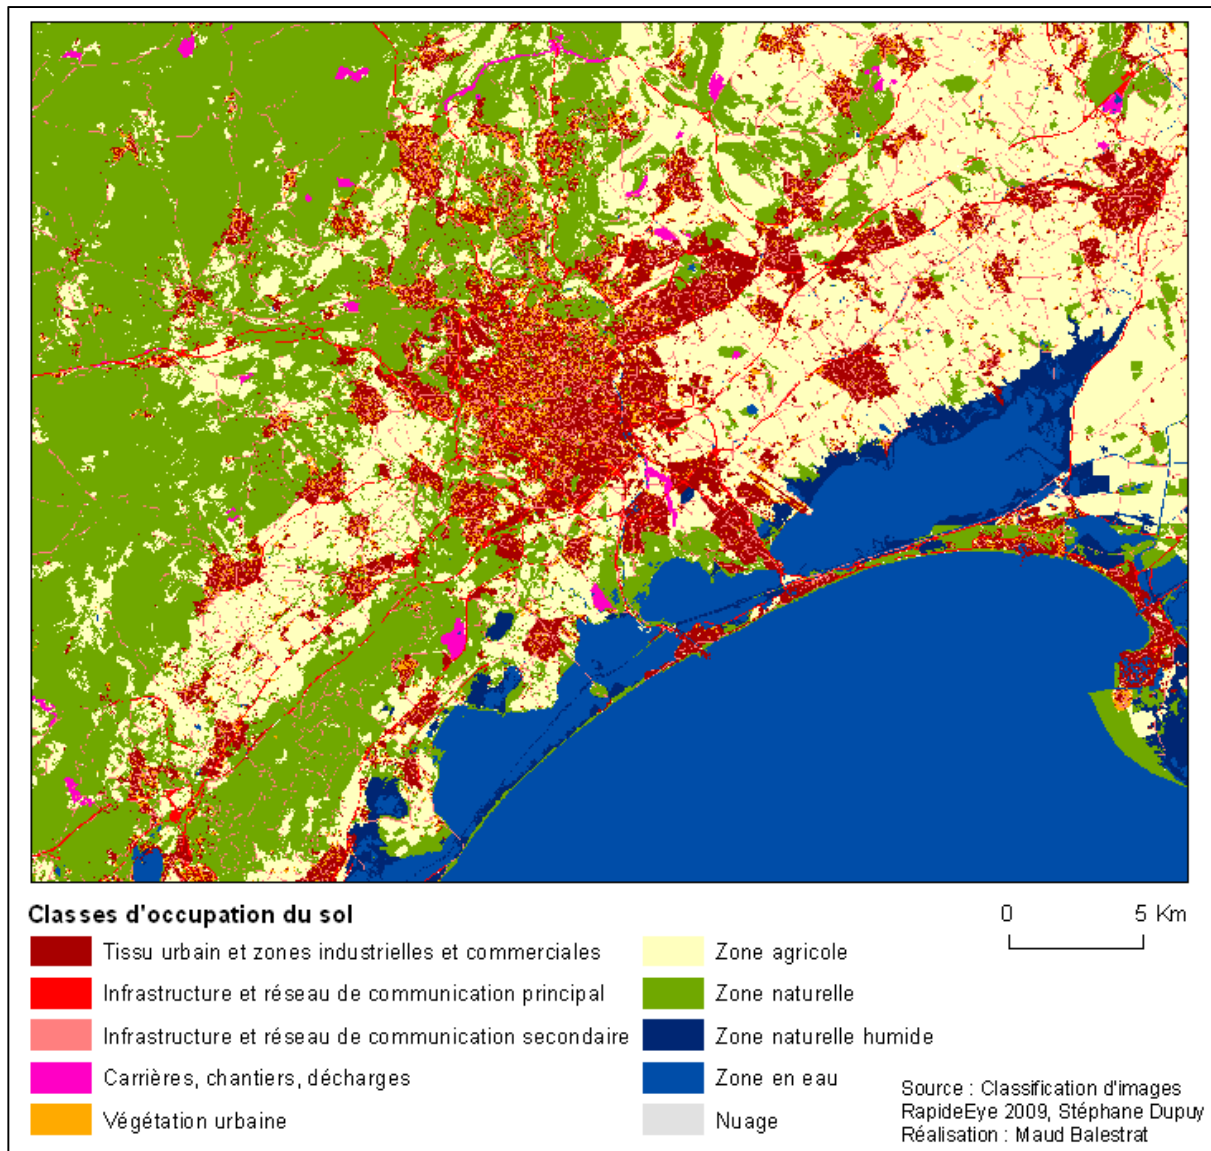 Classes d'occupation du sol
0 5 Km
Tissu urbain et zones industrielles et commerciales
Infrastructure et réseau de communication principal
Infrastructure et réseau de communication secondaire
Carrières, chantiers, décharges
Végétation urbaine
Zone agricole
Zone naturelle
Zone naturelle humide
Zone en eau
Nuage
Source : Classification d'images
RapideEye 2009, Stéphane Dupuy
Réalisation : Maud Balestrat